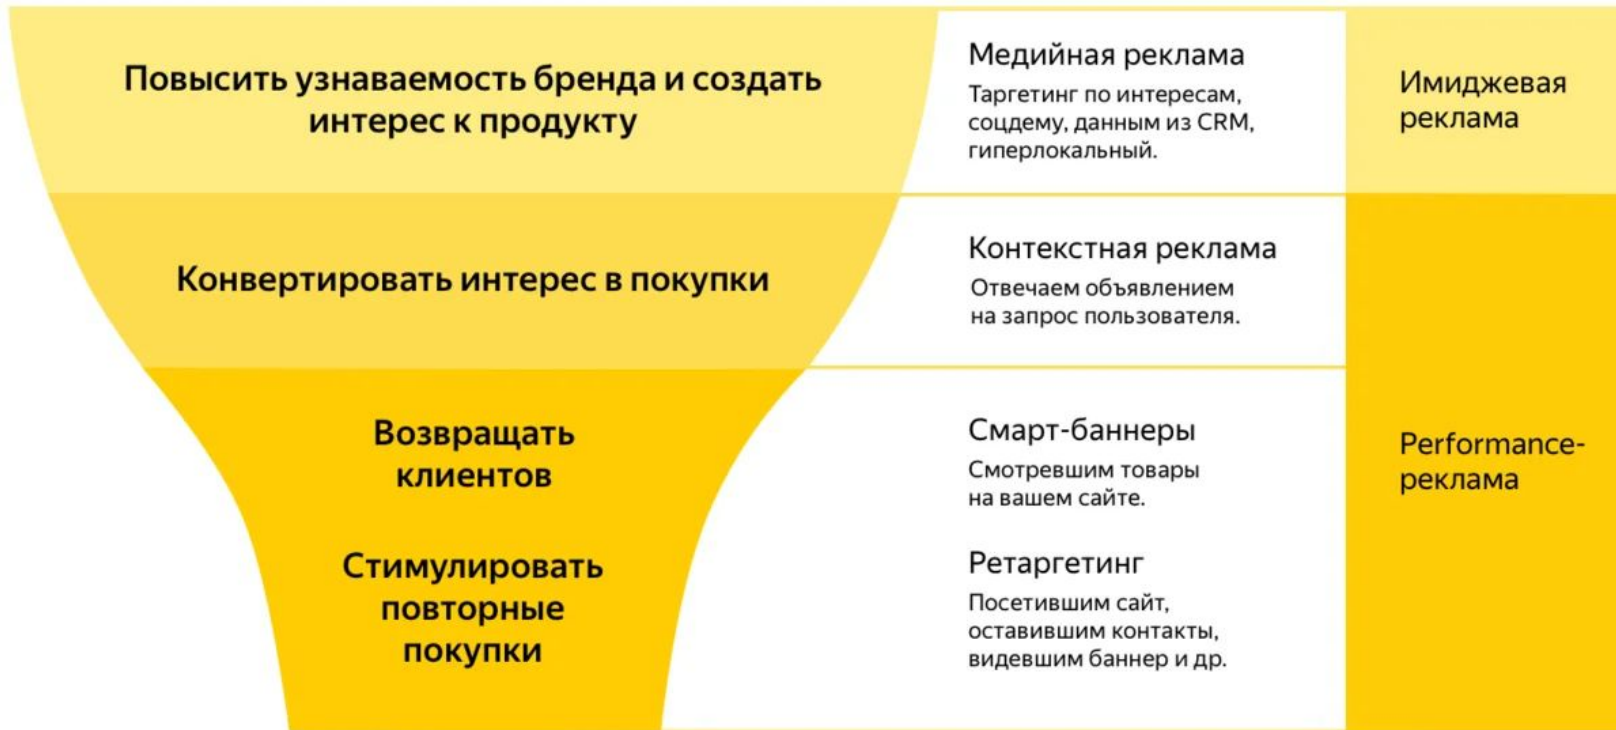 Повысить узнаваемость бренда и создать
интерес к продукту
Медийная реклама
Таргетинг по интересам,
соцдему, данным из CRM,
гиперлокальный.
Имиджевая
реклама
Конвертировать интерес в покупки
Контекстная реклама
Отвечаем объявлением
на запрос пользователя.
Возвращать
клиентов
Смарт-баннеры
Смотревшим товары
на вашем сайте.
Performance-
реклама
Стимулировать
повторные
покупки
Ретаргетинг
Посетившим сайт,
оставившим контакты,
видевшим баннер и др.